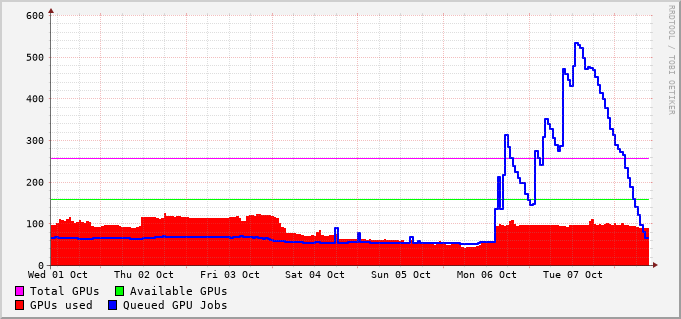 600
500
400
300
200
100
0
Wed 01 Oct Thu 02 Oct Fri 03 Oct Sat 04 Oct Sun 05 Oct Mon 06 Oct Tue 07 Oct
Total GPUs Available GPUs
GPUs used Queued GPU Jobs
RRDTOOL / TOBI OETIKER